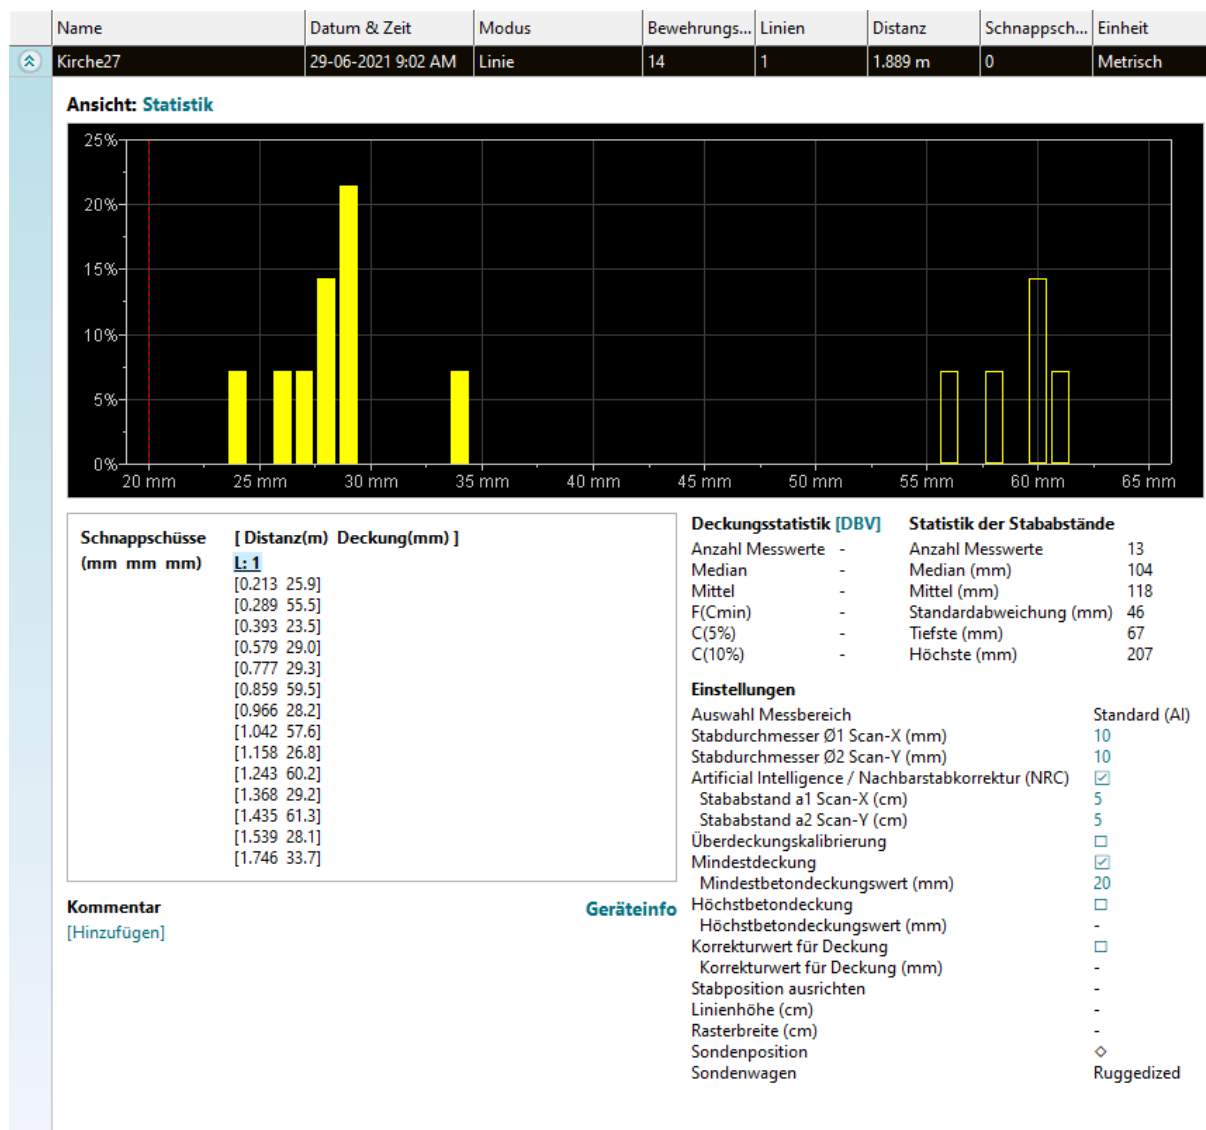 Name Datum & Zeit Modus Bewehrungs... Linien Distanz Schnappsch... Einheit
Kirche27 29-06-2021 9:02 AM Linie 14 1 1.889 m 0 Metrisch
Ansicht: Statistik
25%
20%
15%
10%
5%
0%
20 mm 25 mm 30 mm 35 mm 40 mm 45 mm 50 mm 55 mm 60 mm 65 mm
Schnappschüsse [ Distanz(m) Deckung(mm) ]
(mm mm mm) L: 1
[0.213 25.9]
[0.289 55.5]
[0.393 23.5]
[0.579 29.0]
[0.777 29.3]
[0.859 59.5]
[0.966 28.2]
[1.042 57.6]
[1.158 26.8]
[1.243 60.2]
[1.368 29.2]
[1.435 61.3]
[1.539 28.1]
[1.746 33.7]
Kommentar
[Hinzufügen]
Geräteinfo
Deckungsstatistik [DBV]
Anzahl Messwerte -
Median -
Mittel -
F(Cmin) -
C(5%) -
C(10%) -
Statistik der Stababstände
Anzahl Messwerte 13
Median (mm) 104
Mittel (mm) 118
Standardabweichung (mm) 46
Tiefste (mm) 67
Höchste (mm) 207
Einstellungen
Auswahl Messbereich Standard (AI)
Stabdurchmesser Ø1 Scan-X (mm) 10
Stabdurchmesser Ø2 Scan-Y (mm) 10
Artificial Intelligence / Nachbarstabkorrektur (NRC)
Stababstand a1 Scan-X (cm) 5
Stababstand a2 Scan-Y (cm) 5
Überdeckungskalibrierung
Mindestdeckung
Mindestbetondeckungswert (mm) 20
Höchstbetondeckung
Höchstbetondeckungswert (mm) -
Korrekturwert für Deckung
Korrekturwert für Deckung (mm) -
Stabposition ausrichten -
Linienhöhe (cm) -
Rasterbreite (cm) -
Sondenposition
Sondenwagen Ruggedized